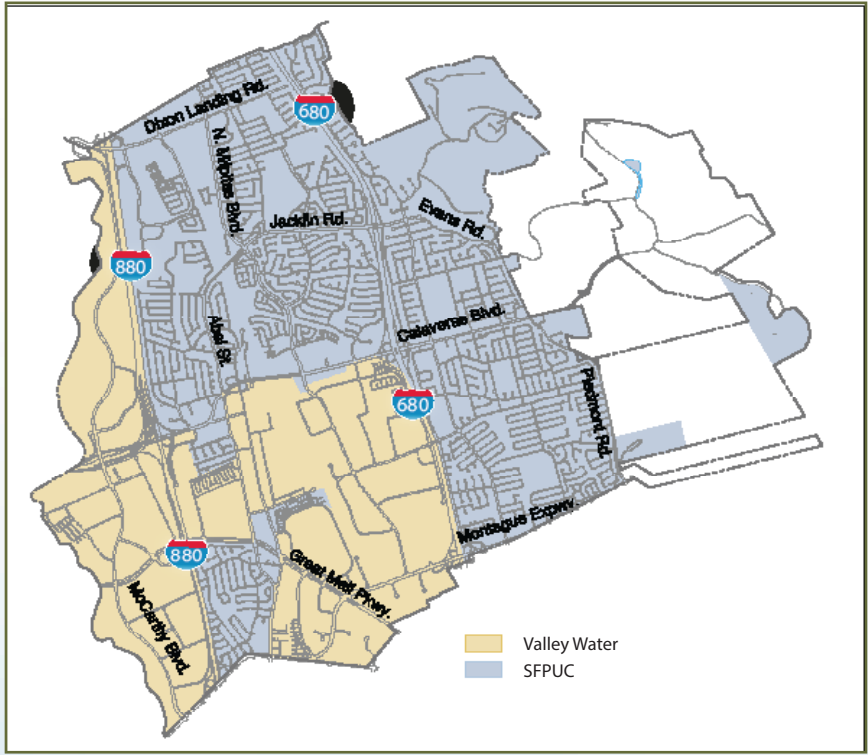 Dixon Landing Rd.
680
N. Milpitas Blvd.
Jacklin Rd.
Evans Rd.
880
Abel St.
Calaveras Blvd.
680
Piedmont Rd.
Montague Expwy.
880
Great Mall Pkwy.
McCarthy Blvd.
Valley Water
SFPUC